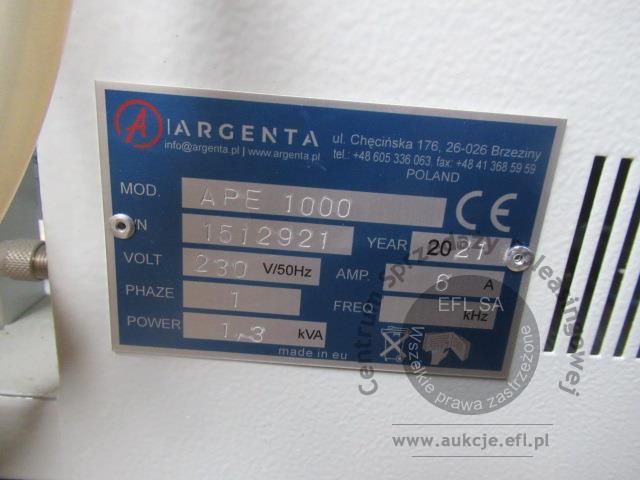 A|ARGENTA
info@argenta.pl | www.argenta.pl
ul. Chęcińska 176, 26-026 Brzeziny
tel.: +48 605 336 063, fax: +48 41 368 59 59
POLAND
MOD. APE 1000 CE
/N 1512921 YEAR 2021
VOLT 230 V/50Hz AMP. 6 A
PHAZE 1 FREQ kHz
POWER 1,3 kVA
made in eu
Centrum Sprzedaży Poleasingowej
EFL SA
Wszelkie prawa zastrzeżone
www.aukcje.efl.pl